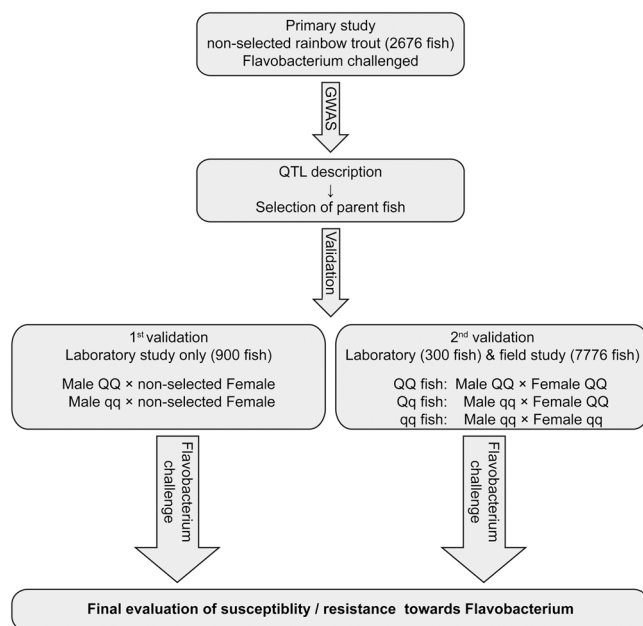 Primary study
non-selected rainbow trout (2676 fish)
Flavobacterium challenged
GWAS
QTL description
↓
Selection of parent fish
Validation
1st validation
Laboratory study only (900 fish)
Male QQ × non-selected Female
Male qq × non-selected Female
2nd validation
Laboratory (300 fish) & field study (7776 fish)
QQ fish: Male QQ × Female QQ
Qq fish: Male qq × Female QQ
qq fish: Male qq × Female qq
Flavobacterium
challenge
Flavobacterium
challenge
Final evaluation of susceptiblity / resistance towards Flavobacterium